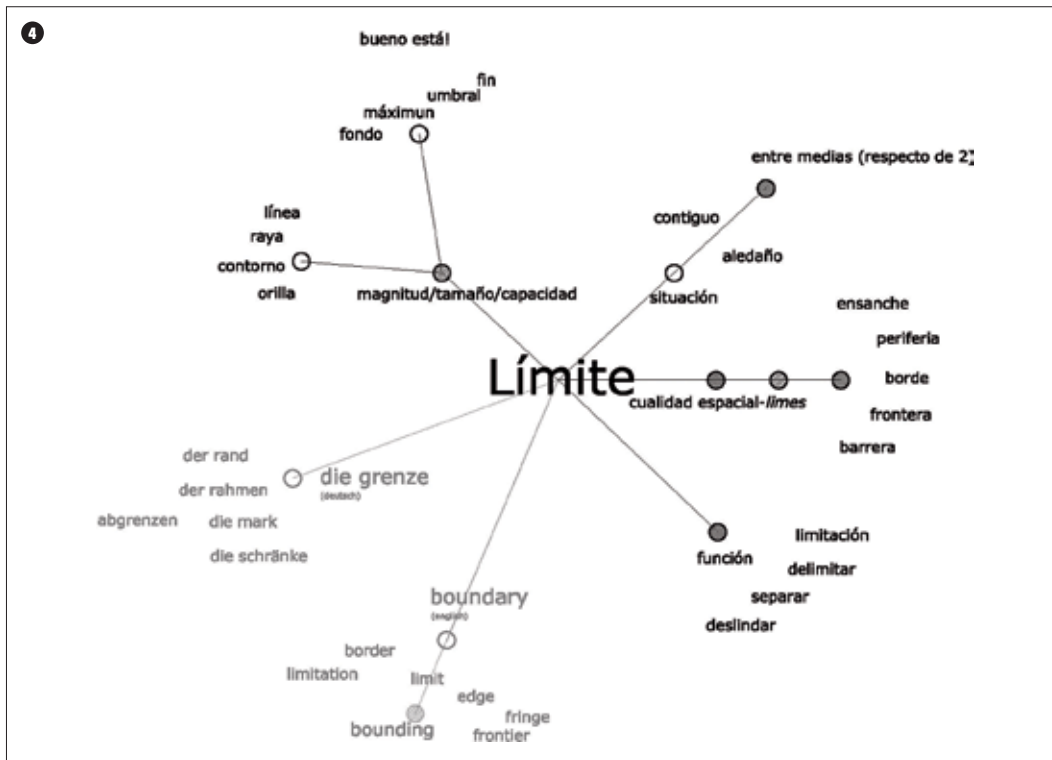 4
bueno está!
fin
umbral
máximun
fondo
línea
raya
contorno
orilla
magnitud/tamaño/capacidad
entre medias (respecto de 2)
contiguo
aledaño
situación
Límite
ensanche
periferia
borde
frontera
barrera
cualidad espacial-limes
función
limitación
delimitar
separar
deslindar
die grenze
(deutsch)
der rand
der rahmen
abgrenzen
die mark
die schränke
boundary
(english)
border
limitation
limit
edge
fringe
frontier
bounding